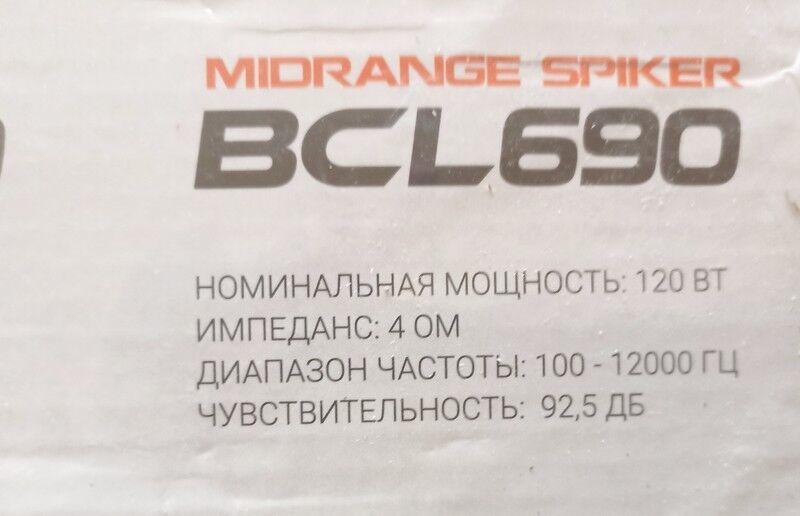 MIDRANGE SPIKER
BCL690
НОМИНАЛЬНАЯ МОЩНОСТЬ: 120 ВТ
ИМПЕДАНС: 4 ОМ
ДИАПАЗОН ЧАСТОТЫ: 100 - 12000 ГЦ
ЧУВСТВИТЕЛЬНОСТЬ: 92,5 ДБ